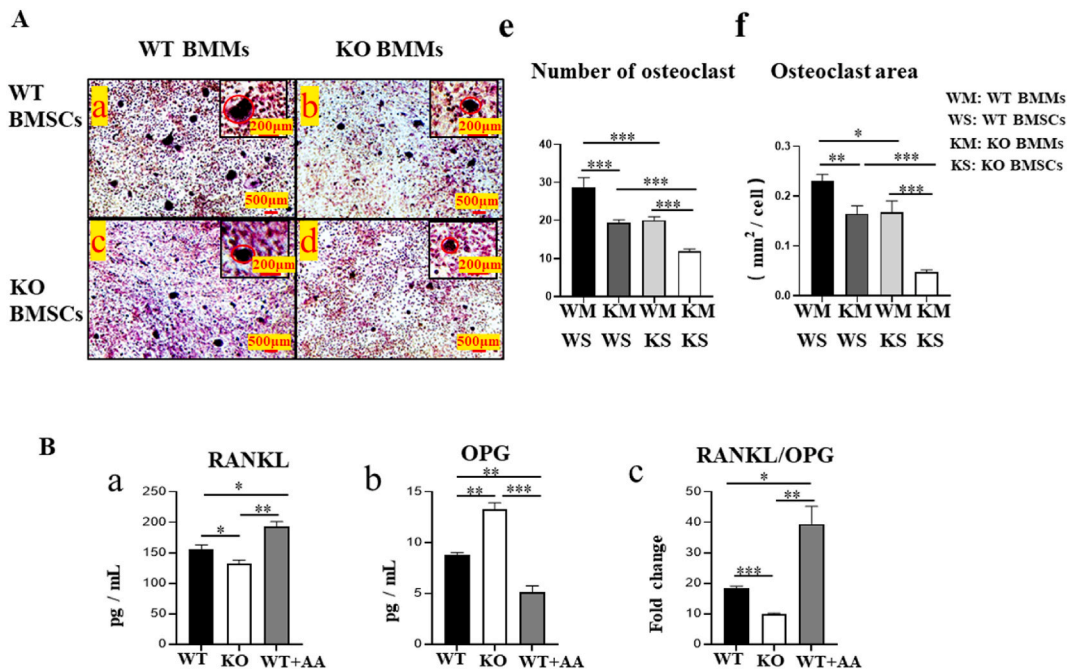 A
WT BMMs
KO BMMs
WT
BMSCs
KO
BMSCs
a
200μm
500μm
b
200μm
500μm
c
200μm
500μm
d
200μm
500μm
e
Number of osteoclast
***
***
***
***
40
30
20
10
0
WM KM WM KM
WS WS KS KS
f
Osteoclast area
( mm² / cell )
*
**
***
***
0.3
0.2
0.1
0.0
WM KM WM KM
WS WS KS KS
WM: WT BMMs
WS: WT BMSCs
KM: KO BMMs
KS: KO BMSCs
B
a
RANKL
pg / mL
250
200
150
100
50
0
*
*
**
WT KO WT+AA
b
OPG
pg / mL
15
10
5
0
**
**
***
WT KO WT+AA
c
RANKL/OPG
Fold change
50
40
30
20
10
0
*
**
***
WT KO WT+AA